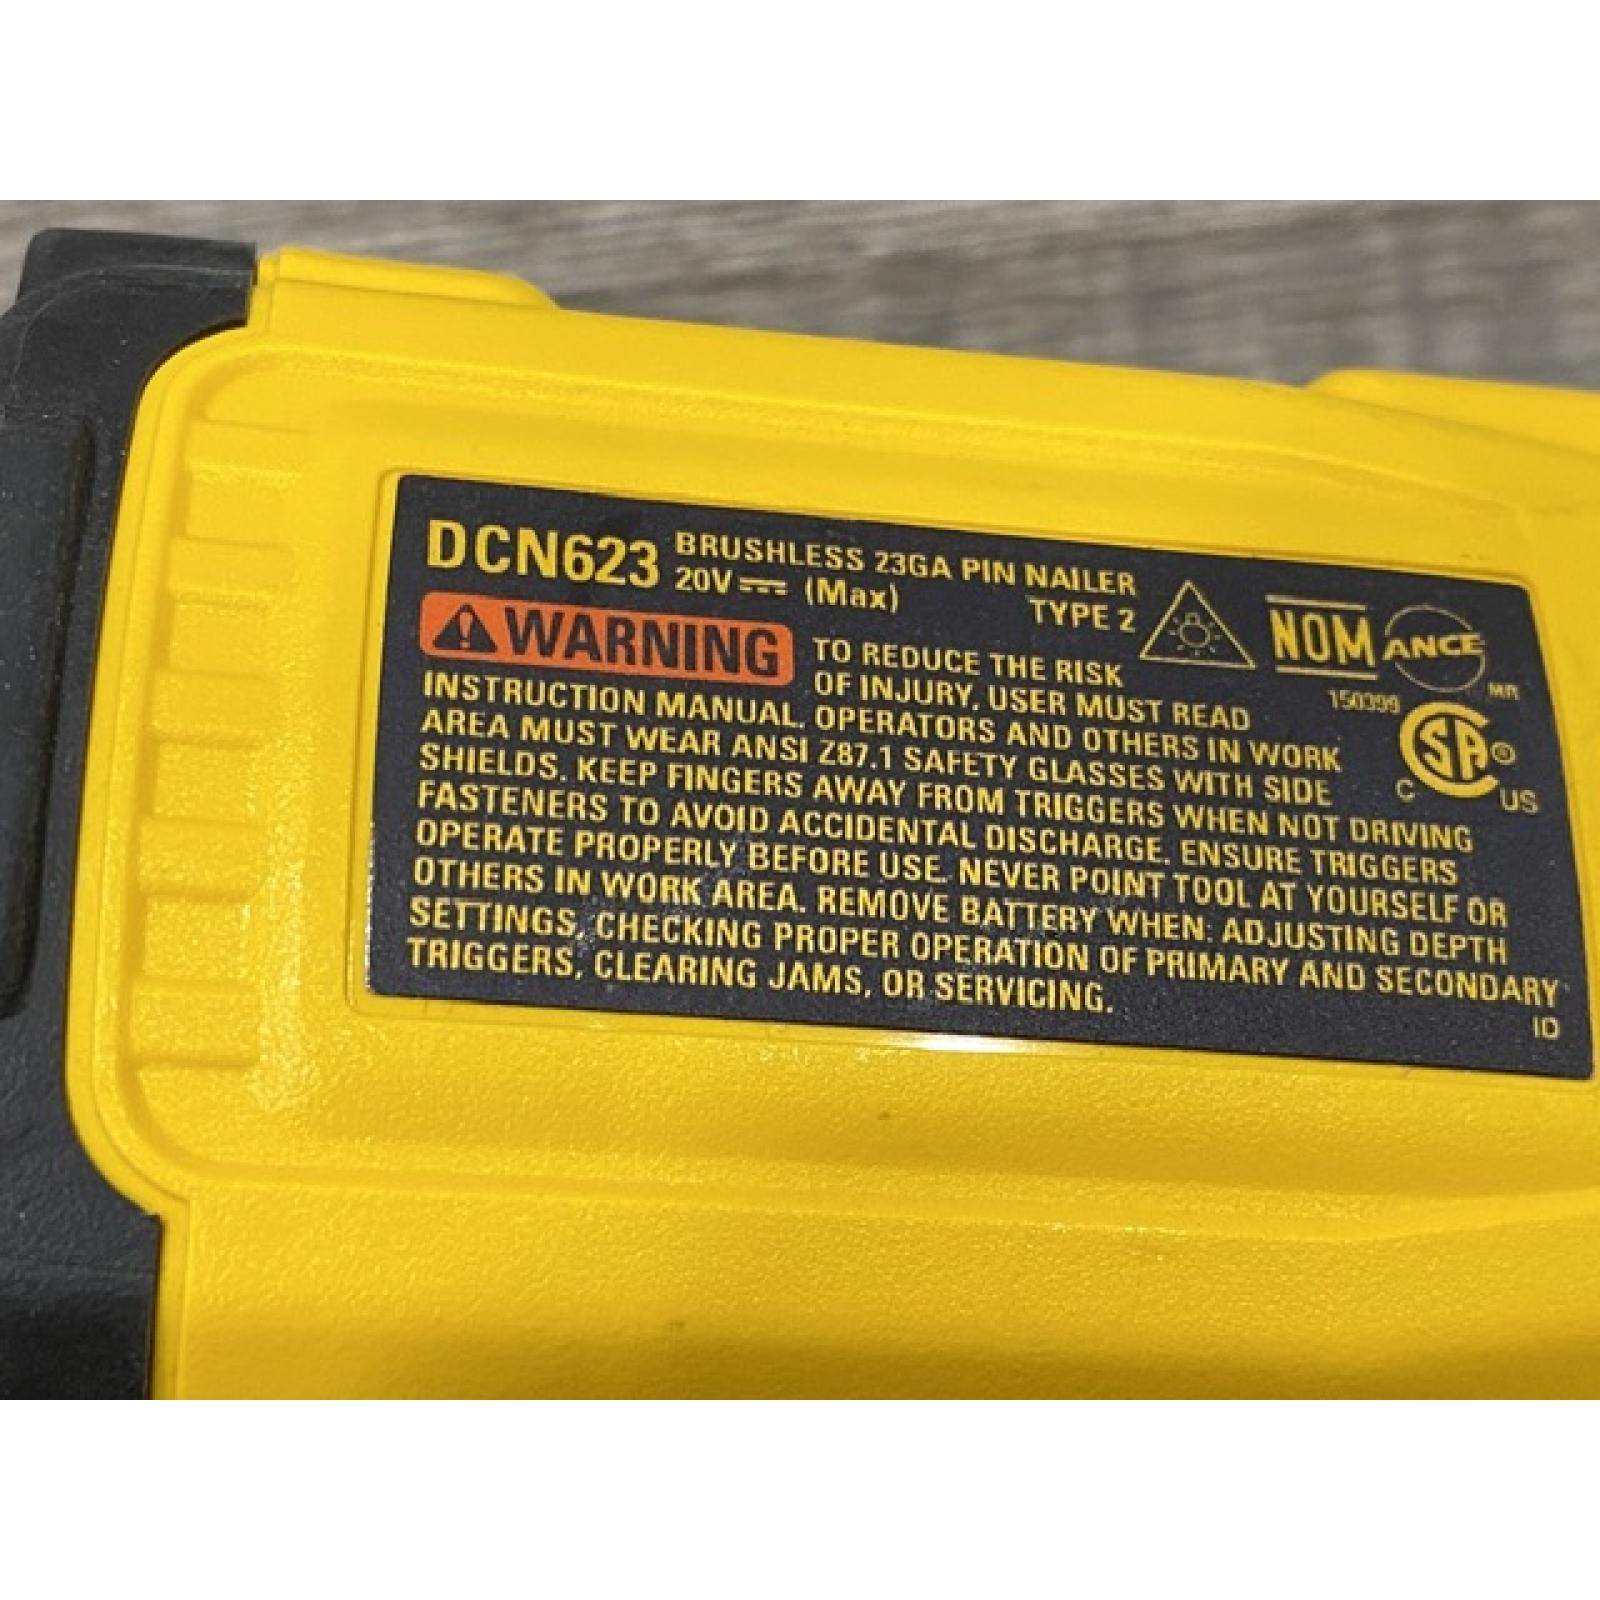 DCN623 BRUSHLESS 23GA PIN NAILER
20V ⎓ (Max) TYPE 2
NOM ANCE
MR
150399
CSA ®
C US
WARNING TO REDUCE THE RISK
OF INJURY, USER MUST READ
INSTRUCTION MANUAL. OPERATORS AND OTHERS IN WORK
AREA MUST WEAR ANSI Z87.1 SAFETY GLASSES WITH SIDE
SHIELDS. KEEP FINGERS AWAY FROM TRIGGERS WHEN NOT DRIVING
FASTENERS TO AVOID ACCIDENTAL DISCHARGE. ENSURE TRIGGERS
OPERATE PROPERLY BEFORE USE. NEVER POINT TOOL AT YOURSELF OR
OTHERS IN WORK AREA. REMOVE BATTERY WHEN: ADJUSTING DEPTH
SETTINGS, CHECKING PROPER OPERATION OF PRIMARY AND SECONDARY
TRIGGERS, CLEARING JAMS, OR SERVICING.
ID